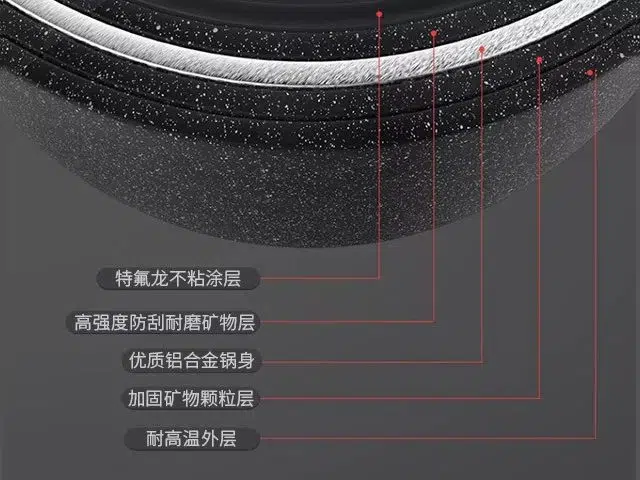 特氟龙不粘涂层
高强度防刮耐磨矿物层
优质铝合金锅身
加固矿物颗粒层
耐高温外层